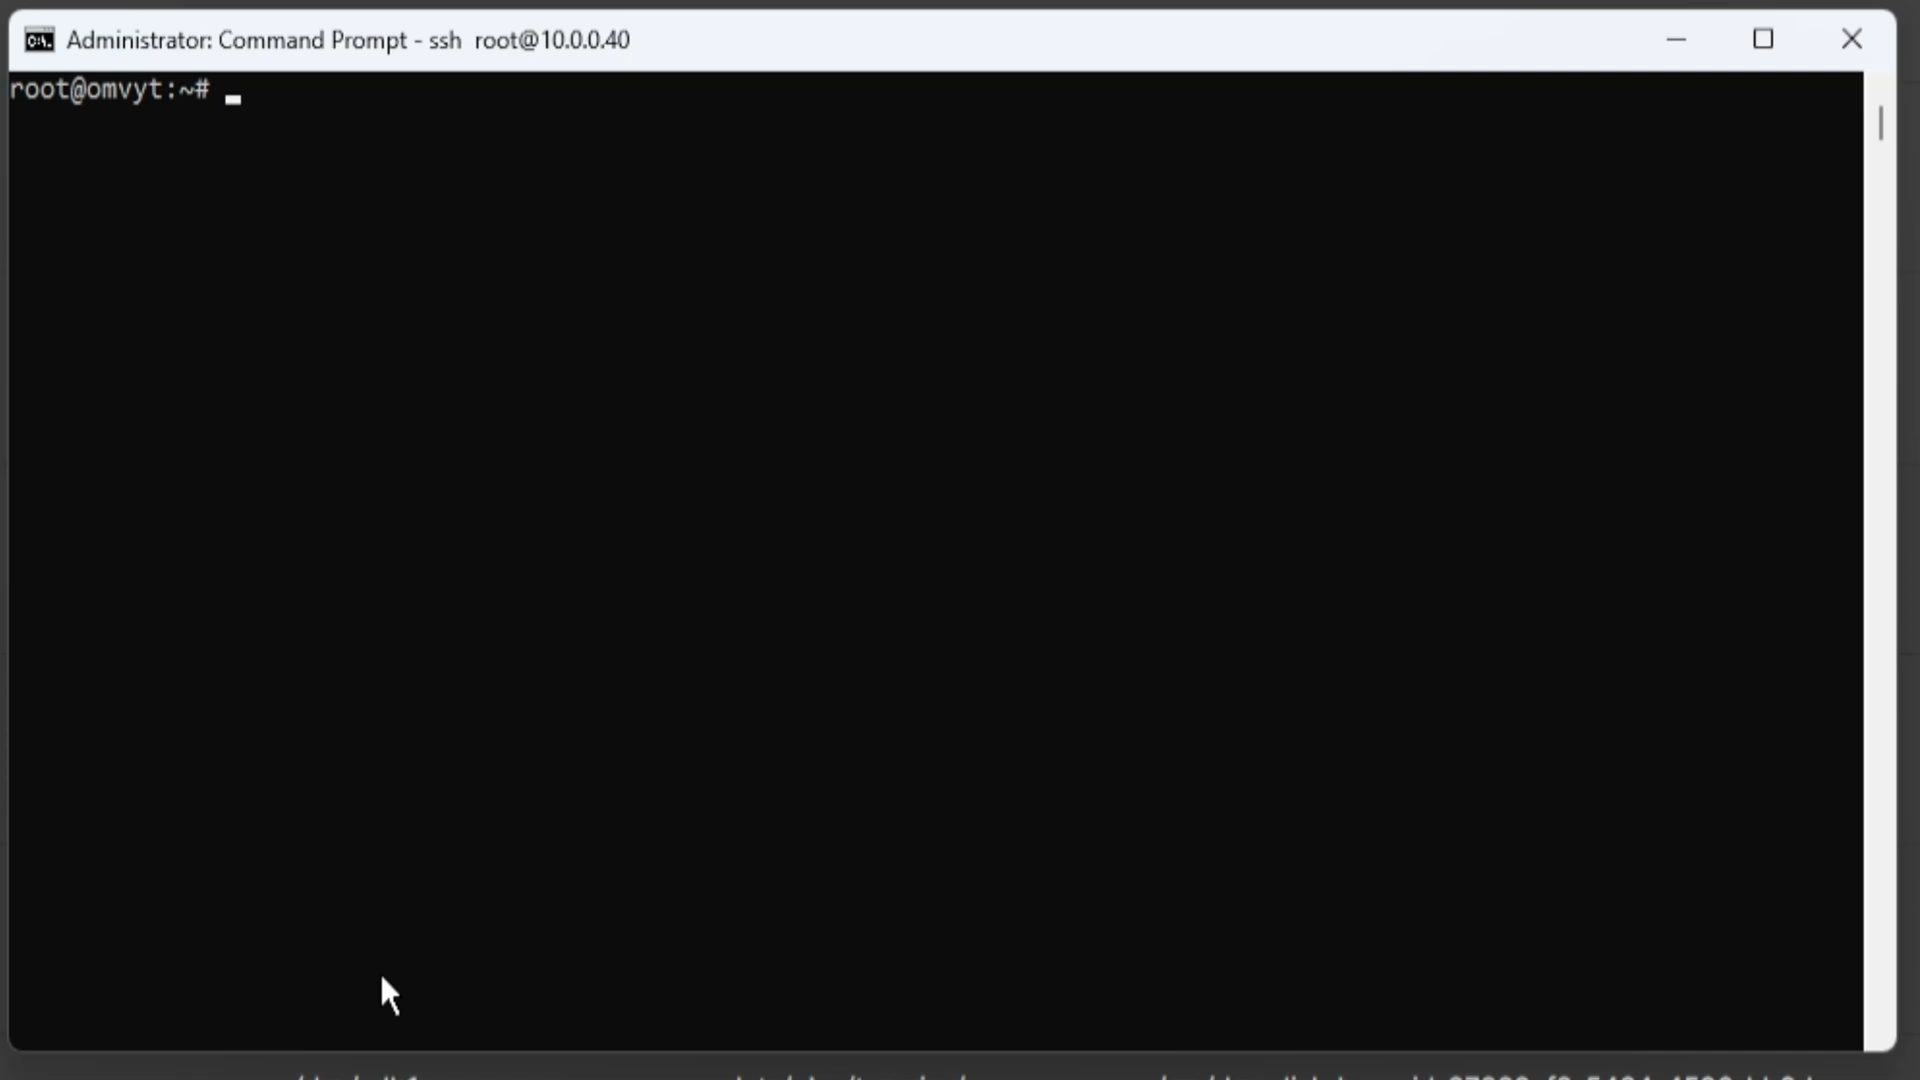 Administrator: Command Prompt - ssh  root@10.0.0.40
root@omvyt:~#